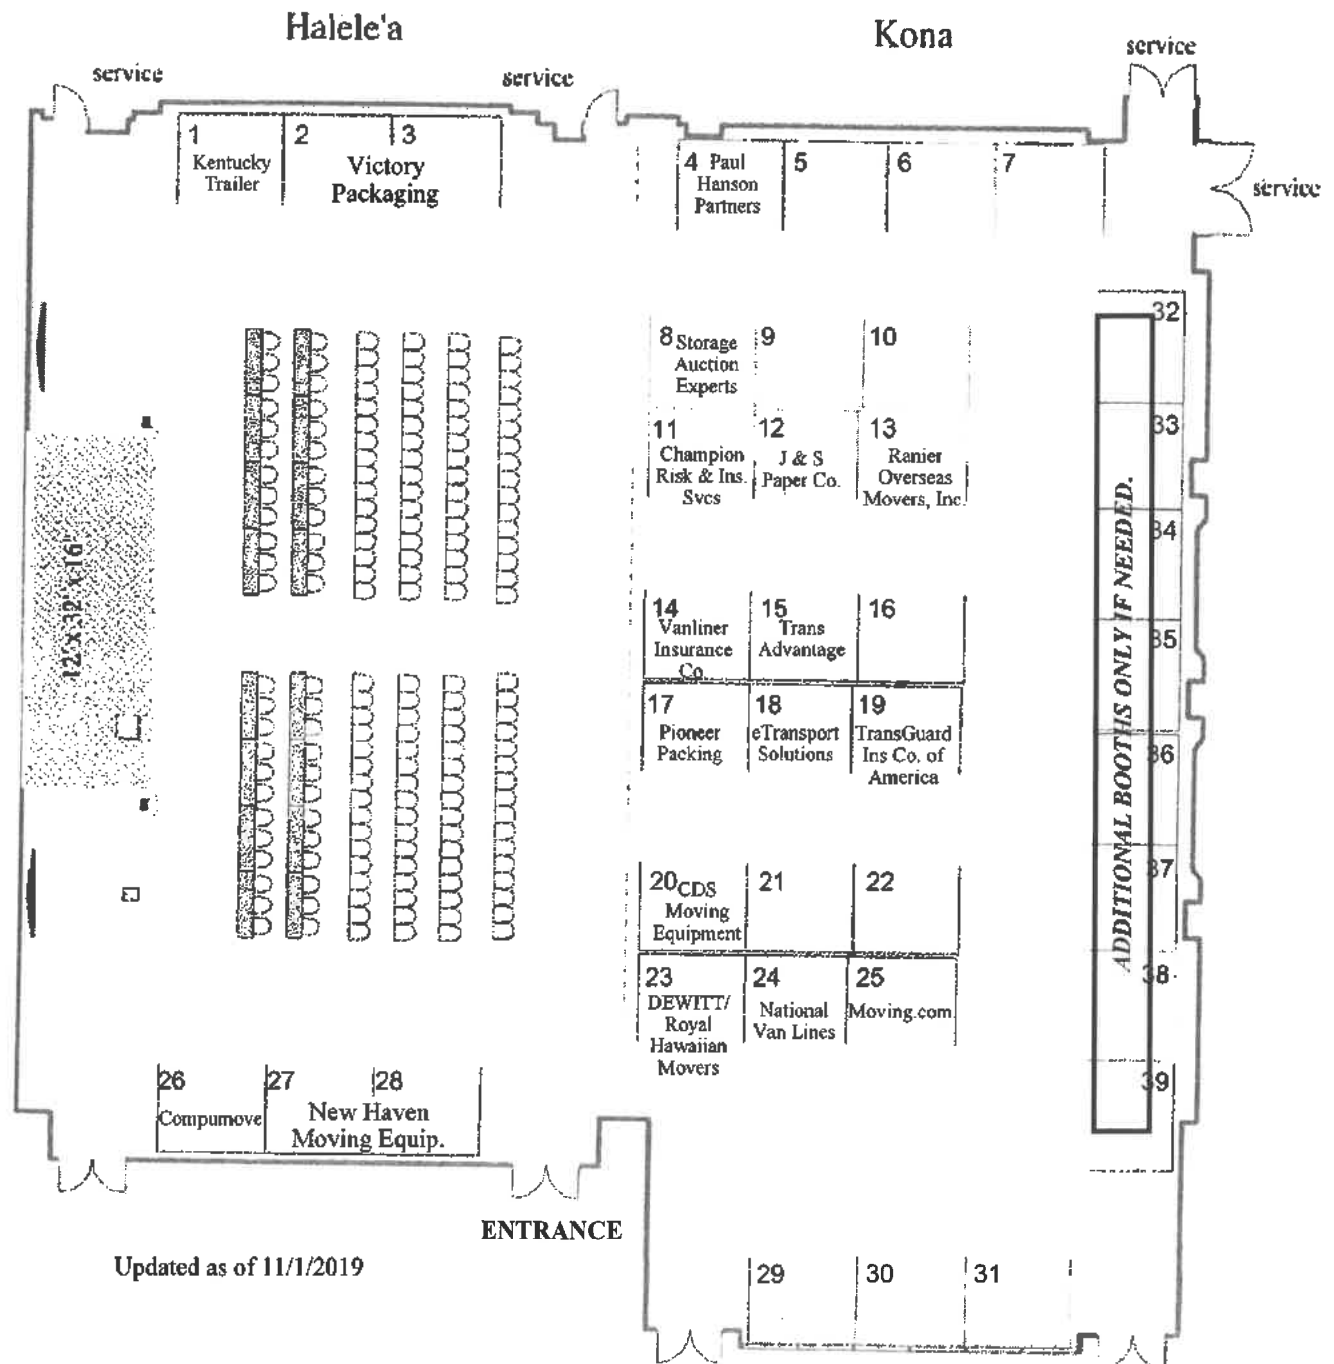 Halele'a
Kona
service
service
service
service
1
Kentucky
Trailer
2
3
Victory
Packaging
4 Paul
Hanson
Partners
5
6
7
8 Storage
Auction
Experts
9
10
11
Champion
Risk & Ins.
Svcs
12
J & S
Paper Co.
13
Ranier
Overseas
Movers, Inc.
12' x 32' x 16"
14
Vanliner
Insurance
Co
15
Trans
Advantage
16
17
Pioneer
Packing
18
eTransport
Solutions
19
TransGuard
Ins Co. of
America
20 CDS
Moving
Equipment
21
22
23
DEWITT/
Royal
Hawaiian
Movers
24
National
Van Lines
25
Moving.com
26
Compumove
27
28
New Haven
Moving Equip.
29
30
31
32
33
34
35
36
37
38
39
ADDITIONAL BOOTHS ONLY IF NEEDED.
ENTRANCE
Updated as of 11/1/2019